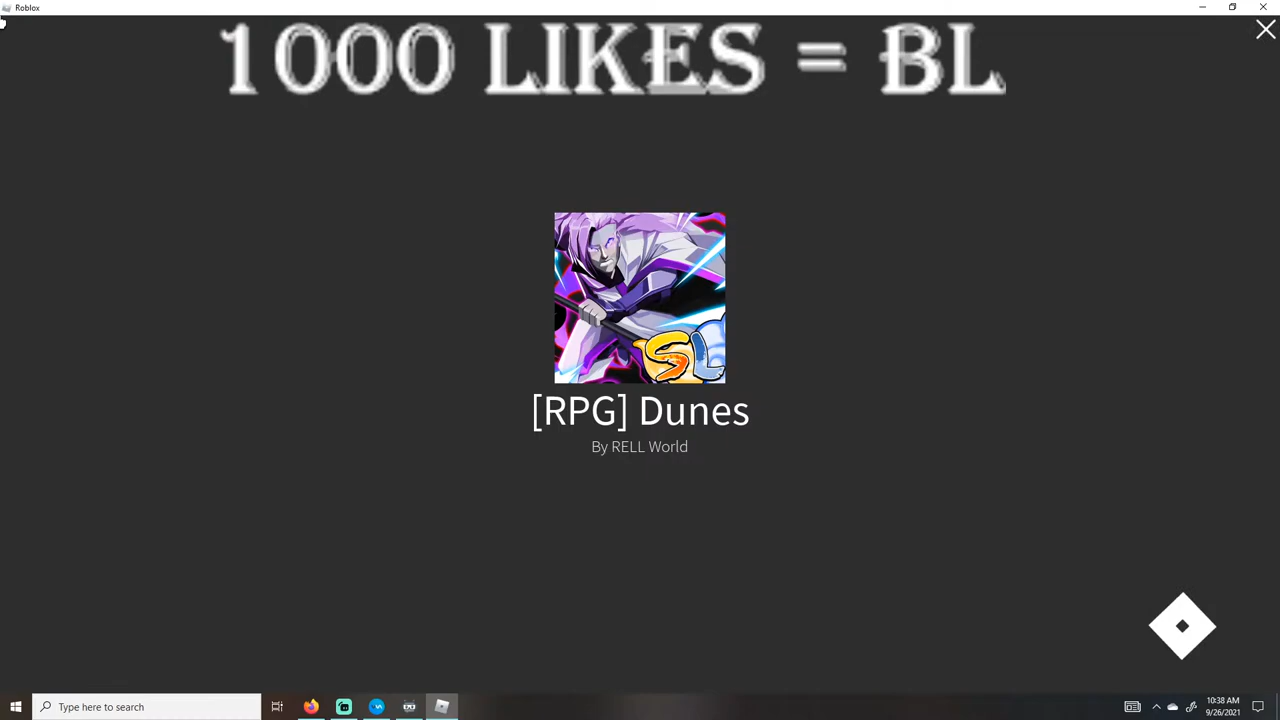 Roblox
1000 LIKES = BL
SL
[RPG] Dunes
By RELL World
Type here to search
10:38 AM
9/26/2021